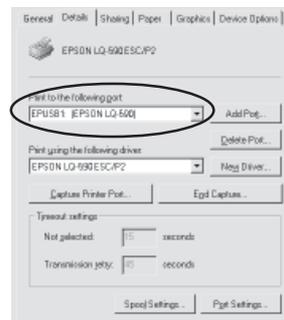 General Details Sharing Paper Graphics Device Options
EPSON LQ-590 ESC/P2
Print to the following port
EPUSB1: (EPSON LQ-590)
Add Port...
Delete Port...
Print using the following driver
EPSON LQ-590 ESC/P2
New Driver...
Capture Printer Port...
End Capture...
Timeout settings
Not selected: 15 seconds
Transmission retry: 45 seconds
Spool Settings...
Port Settings...